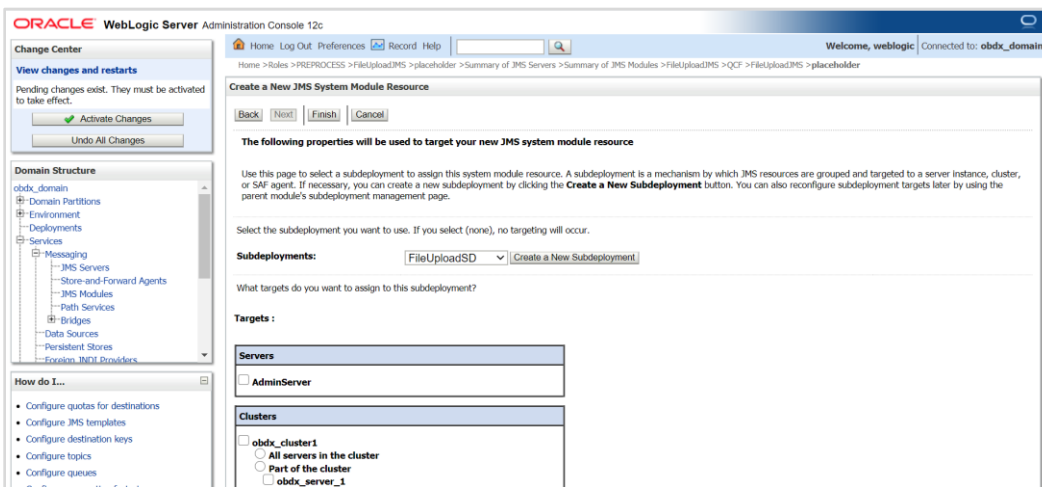 ORACLE WebLogic Server Administration Console 12c
Change Center
View changes and restarts
Pending changes exist. They must be activated
to take effect.
Activate Changes
Undo All Changes
Domain Structure
obdx_domain
Domain Partitions
Environment
Deployments
Services
Messaging
JMS Servers
Store-and-Forward Agents
JMS Modules
Path Services
Bridges
Data Sources
Persistent Stores
Foreign JNDI Providers
How do I...
Configure quotas for destinations
Configure JMS templates
Configure destination keys
Configure topics
Configure queues
Home Log Out Preferences Record Help
Welcome, weblogic Connected to: obdx_domain
Home >Roles >PREPROCESS >FileUploadJMS >placeholder >Summary of JMS Servers >Summary of JMS Modules >FileUploadJMS >QCF >FileUploadJMS >placeholder
Create a New JMS System Module Resource
Back Next Finish Cancel
The following properties will be used to target your new JMS system module resource
Use this page to select a subdeployment to assign this system module resource. A subdeployment is a mechanism by which JMS resources are grouped and targeted to a server instance, cluster,
or SAF agent. If necessary, you can create a new subdeployment by clicking the Create a New Subdeployment button. You can also reconfigure subdeployment targets later by using the
parent module's subdeployment management page.
Select the subdeployment you want to use. If you select (none), no targeting will occur.
Subdeployments: FileUploadSD Create a New Subdeployment
What targets do you want to assign to this subdeployment?
Targets :
Servers
AdminServer
Clusters
obdx_cluster1
All servers in the cluster
Part of the cluster
obdx_server_1